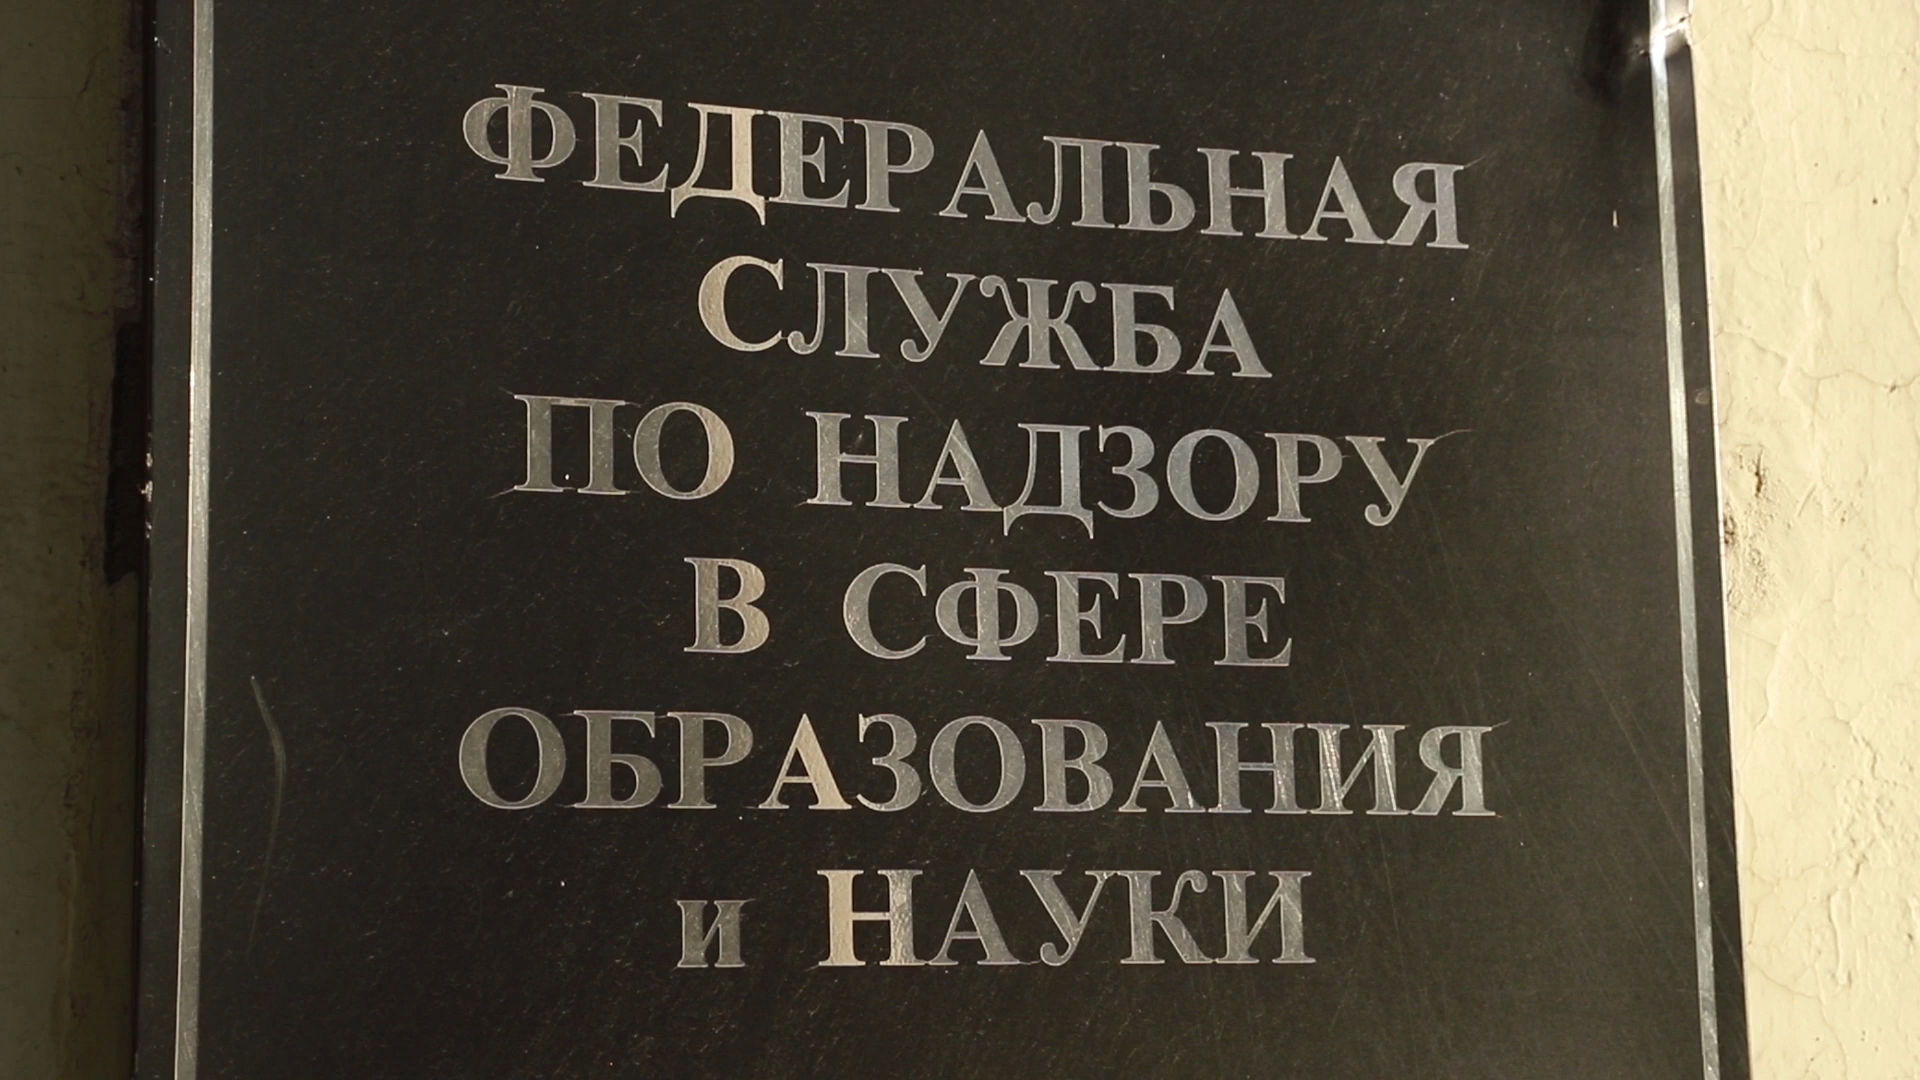 ФЕДЕРАЛЬНАЯ
СЛУЖБА
ПО НАДЗОРУ
В СФЕРЕ
ОБРАЗОВАНИЯ
и НАУКИ